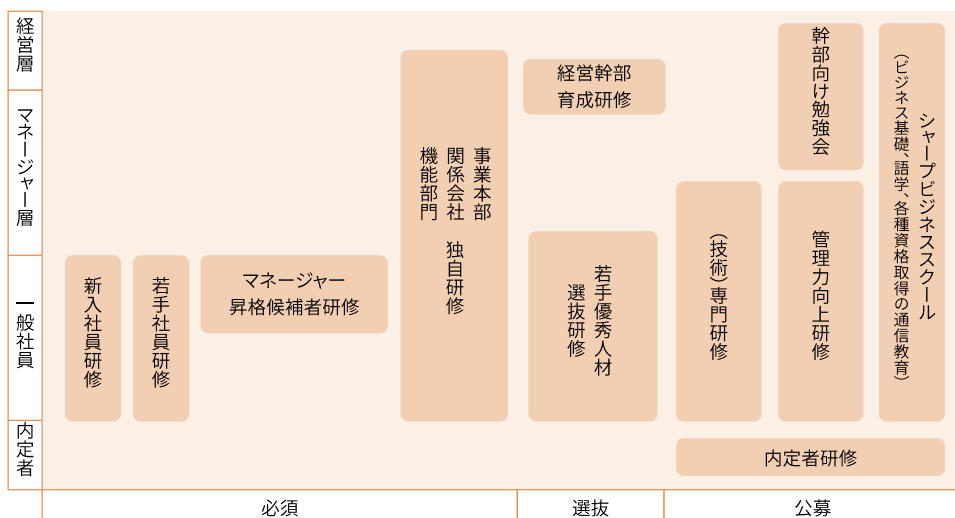 経営層
マネージャー層
一般社員
内定者
新入社員研修
若手社員研修
マネージャー
昇格候補者研修
事業本部
関係会社 独自研修
機能部門
経営幹部
育成研修
若手優秀人材
選抜研修
(技術)専門研修
幹部向け勉強会
管理力向上研修
シャープビジネススクール
(ビジネス基礎、語学、各種資格取得の通信教育)
内定者研修
必須
選抜
公募